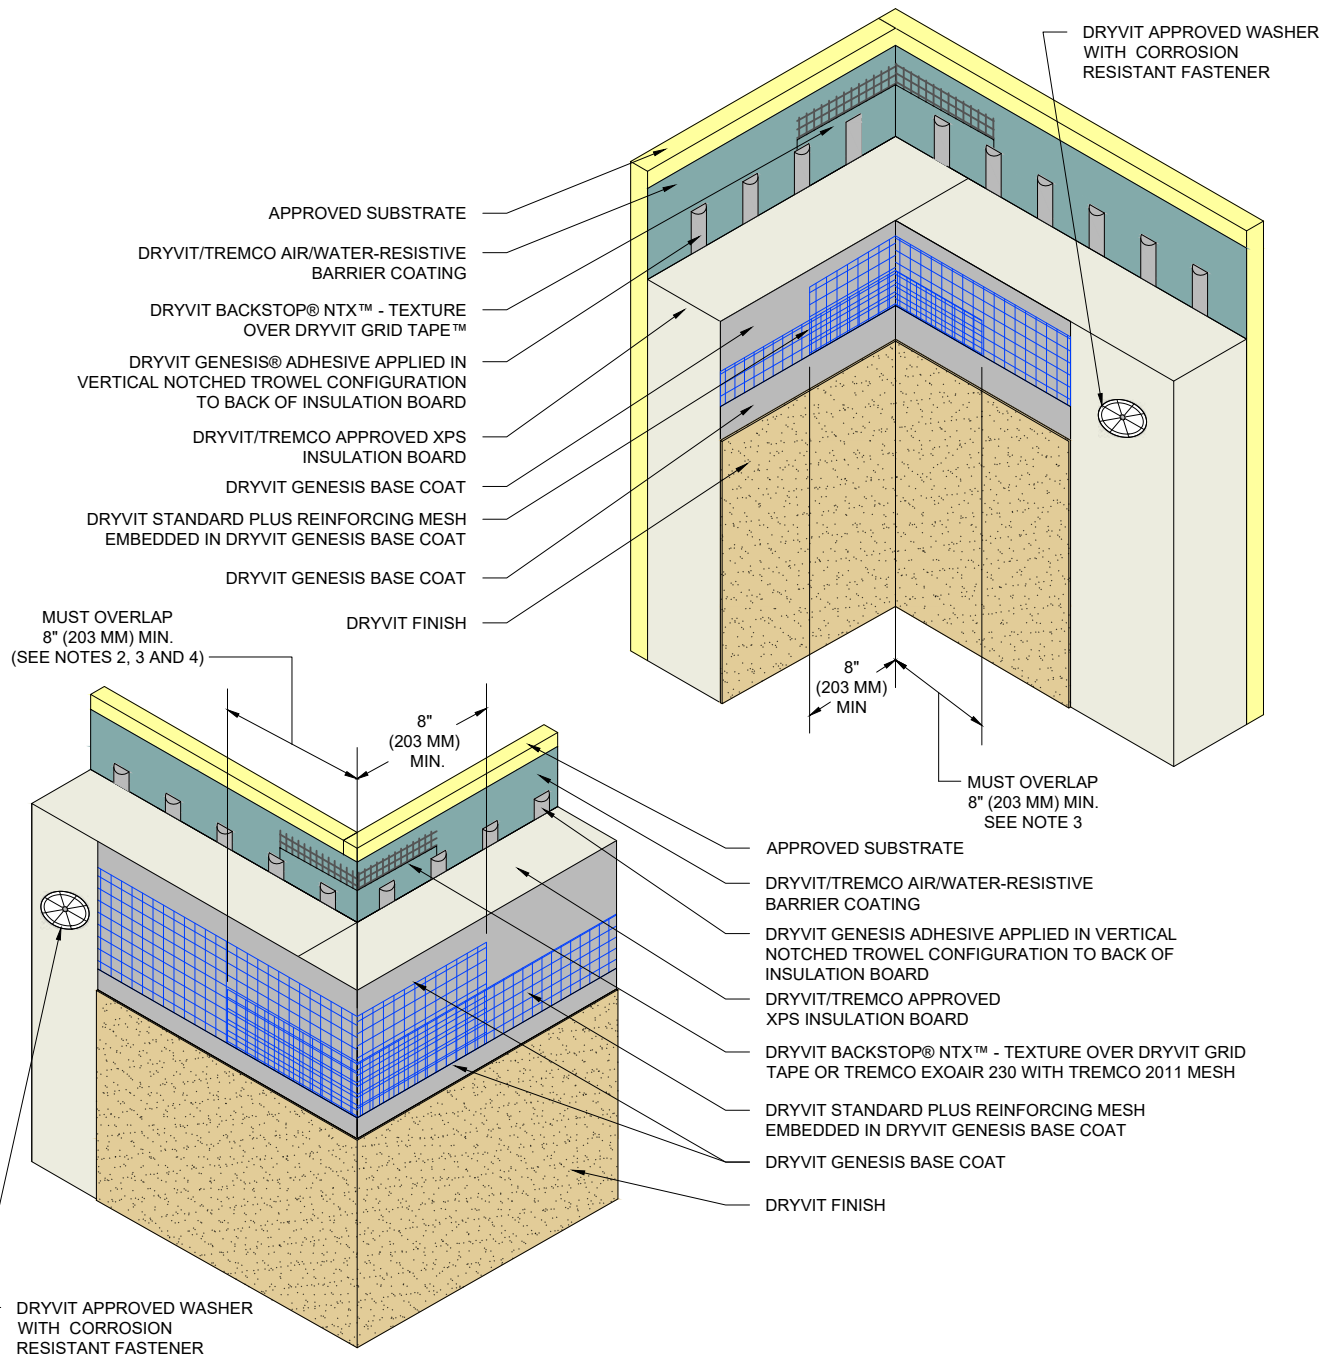 DRYVIT APPROVED WASHER
WITH CORROSION
RESISTANT FASTENER
APPROVED SUBSTRATE
DRYVIT/TREMCO AIR/WATER-RESISTIVE
BARRIER COATING
DRYVIT BACKSTOP® NTX™ - TEXTURE
OVER DRYVIT GRID TAPE™
DRYVIT GENESIS® ADHESIVE APPLIED IN
VERTICAL NOTCHED TROWEL CONFIGURATION
TO BACK OF INSULATION BOARD
DRYVIT/TREMCO APPROVED XPS
INSULATION BOARD
DRYVIT GENESIS BASE COAT
DRYVIT STANDARD PLUS REINFORCING MESH
EMBEDDED IN DRYVIT GENESIS BASE COAT
DRYVIT GENESIS BASE COAT
DRYVIT FINISH
MUST OVERLAP
8" (203 MM) MIN.
(SEE NOTES 2, 3 AND 4)
8"
(203 MM)
MIN
8"
(203 MM)
MIN.
MUST OVERLAP
8" (203 MM) MIN.
SEE NOTE 3
APPROVED SUBSTRATE
DRYVIT/TREMCO AIR/WATER-RESISTIVE
BARRIER COATING
DRYVIT GENESIS ADHESIVE APPLIED IN VERTICAL
NOTCHED TROWEL CONFIGURATION TO BACK OF
INSULATION BOARD
DRYVIT/TREMCO APPROVED
XPS INSULATION BOARD
DRYVIT BACKSTOP® NTX™ - TEXTURE OVER DRYVIT GRID
TAPE OR TREMCO EXOAIR 230 WITH TREMCO 2011 MESH
DRYVIT STANDARD PLUS REINFORCING MESH
EMBEDDED IN DRYVIT GENESIS BASE COAT
DRYVIT GENESIS BASE COAT
DRYVIT FINISH
DRYVIT APPROVED WASHER
WITH CORROSION
RESISTANT FASTENER